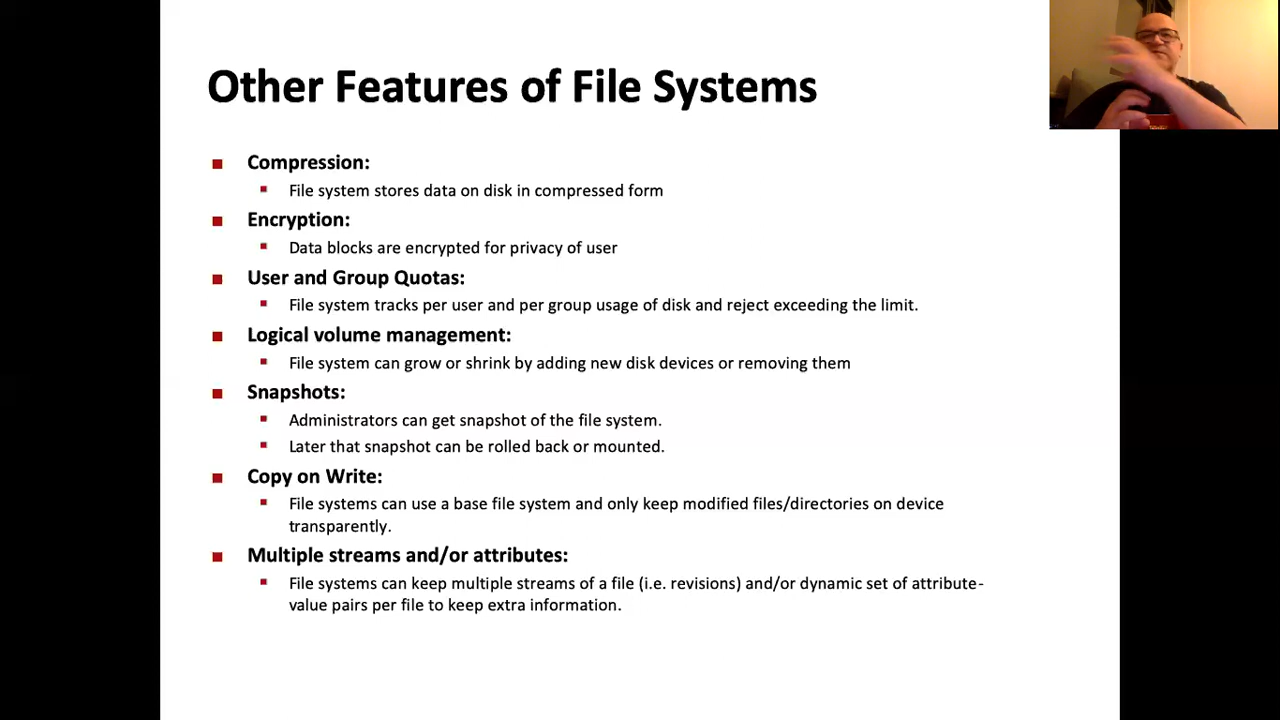 Other Features of File Systems
Compression:
File system stores data on disk in compressed form
Encryption:
Data blocks are encrypted for privacy of user
User and Group Quotas:
File system tracks per user and per group usage of disk and reject exceeding the limit.
Logical volume management:
File system can grow or shrink by adding new disk devices or removing them
Snapshots:
Administrators can get snapshot of the file system.
Later that snapshot can be rolled back or mounted.
Copy on Write:
File systems can use a base file system and only keep modified files/directories on device
transparently.
Multiple streams and/or attributes:
File systems can keep multiple streams of a file (i.e. revisions) and/or dynamic set of attribute-
value pairs per file to keep extra information.